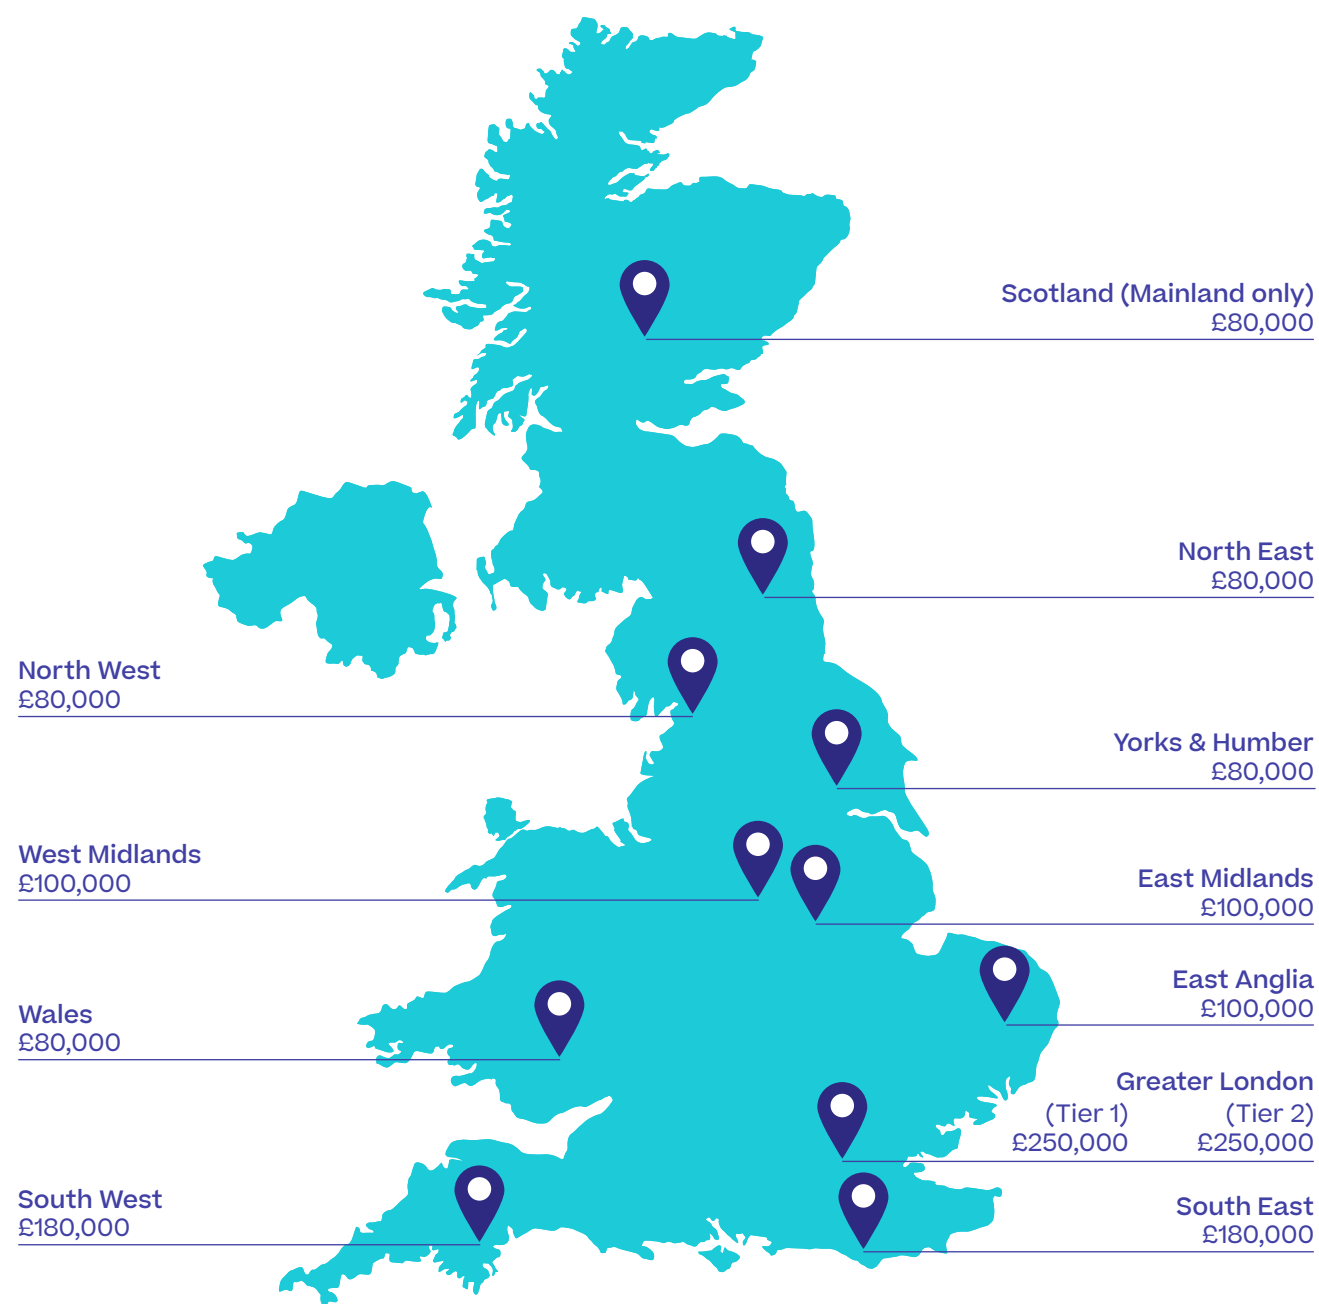 Scotland (Mainland only)
£80,000
North East
£80,000
North West
£80,000
Yorks & Humber
£80,000
West Midlands
£100,000
East Midlands
£100,000
East Anglia
£100,000
Wales
£80,000
Greater London
(Tier 1) (Tier 2)
£250,000 £250,000
South West
£180,000
South East
£180,000